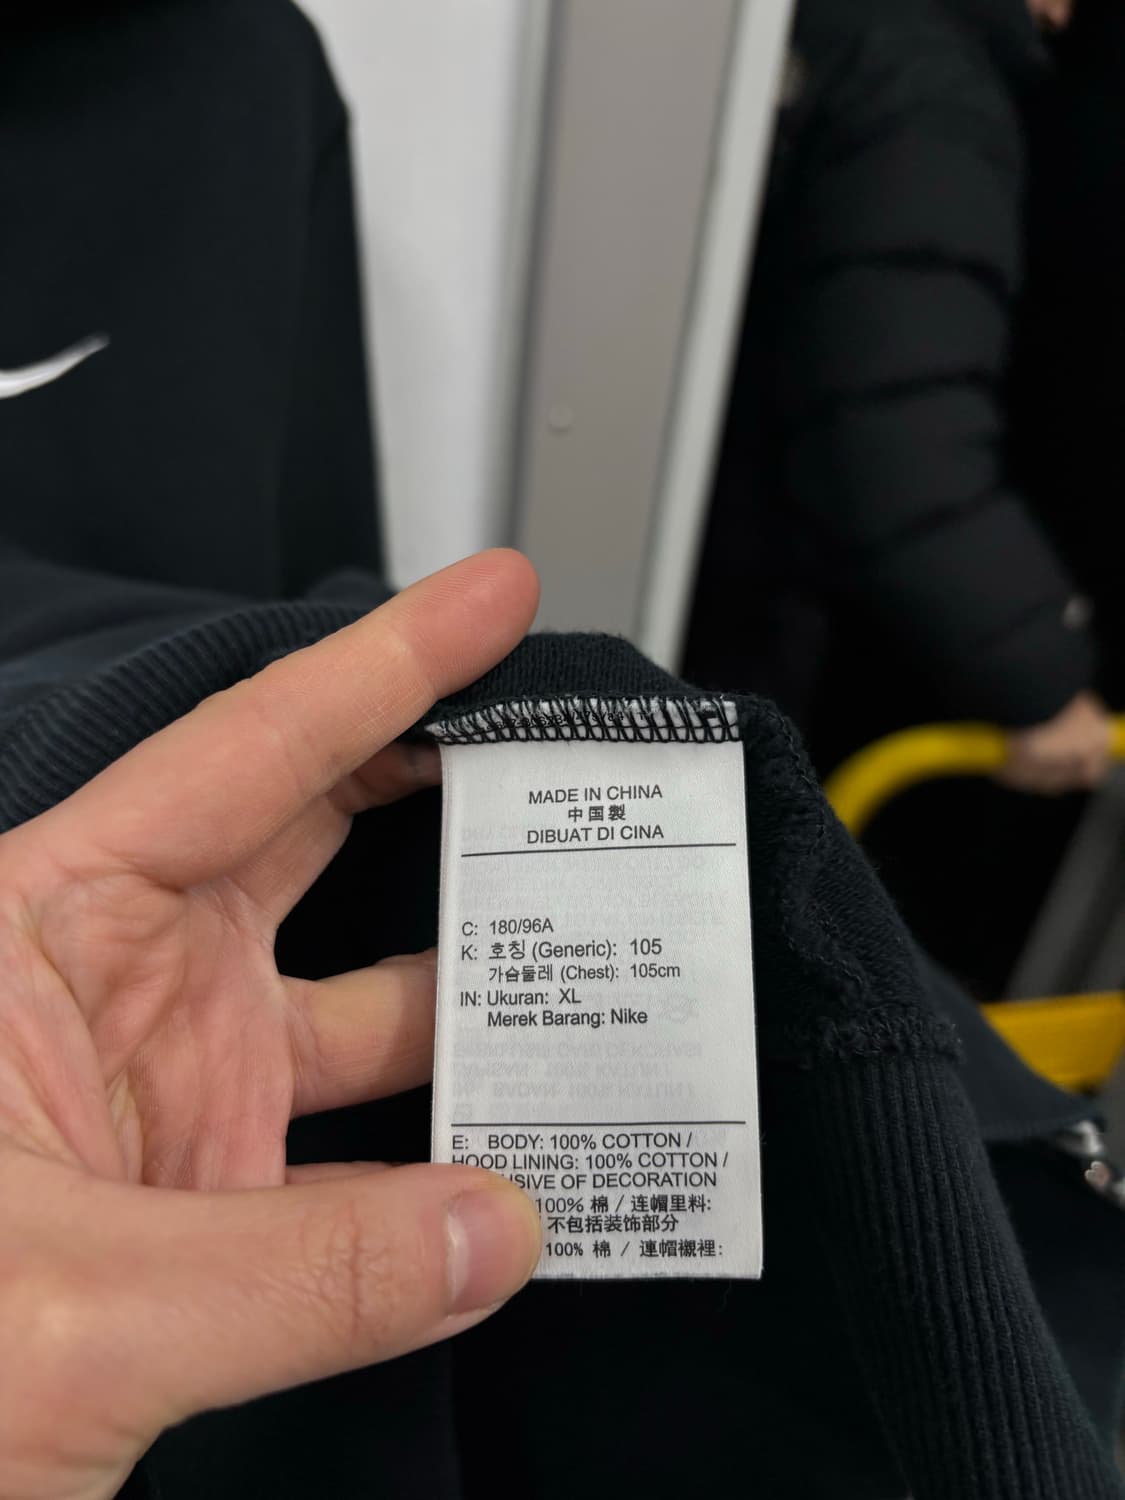 MADE IN CHINA
中国製
DIBUAT DI CINA
C: 180/96A
K: 호칭 (Generic): 105
가슴둘레 (Chest): 105cm
IN: Ukuran: XL
Merek Barang: Nike
E: BODY: 100% COTTON /
HOOD LINING: 100% COTTON /
OF DECORATION
100% 棉 / 连帽里料:
不包括装饰部分
100% 棉 / 連帽襯裡: